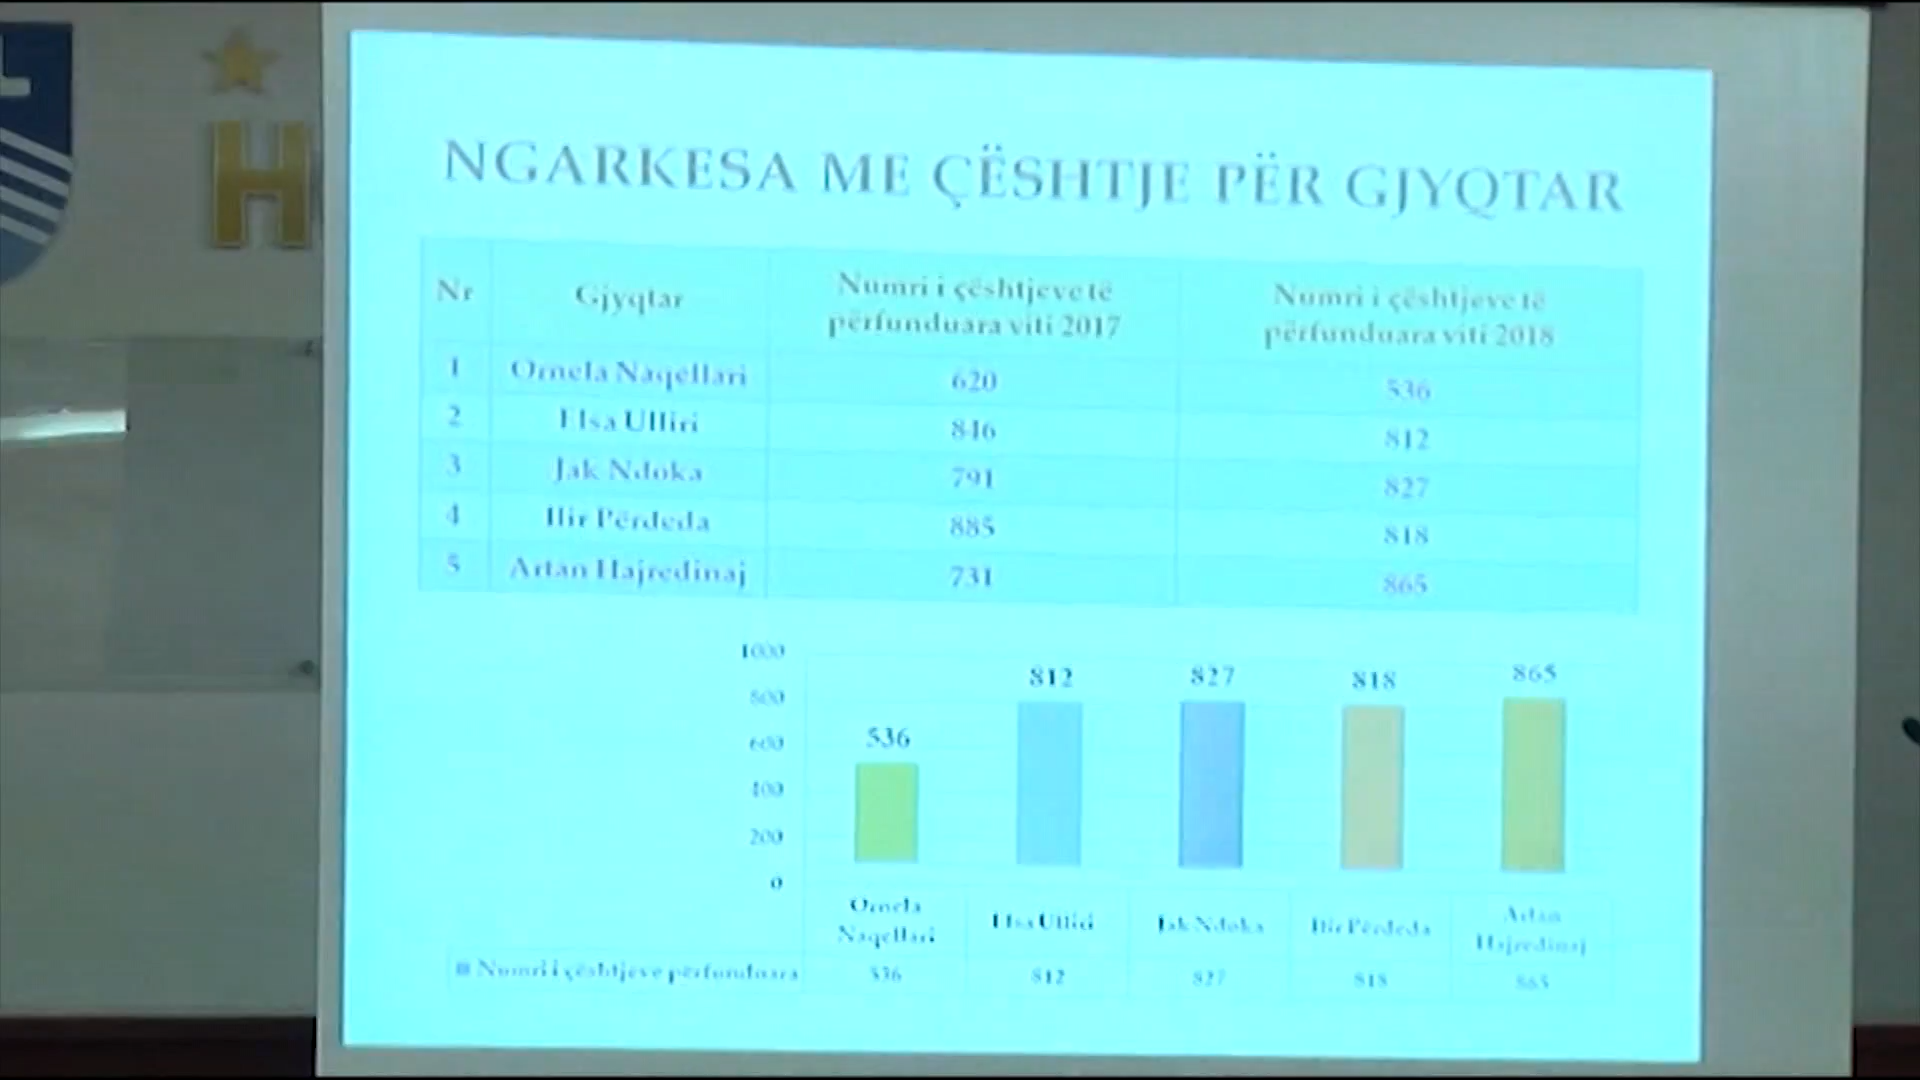 H
NGARKESA ME ÇËSHTJE PËR GJYQTAR
Nr Gjyqtar Numri i çështjeve të përfunduara viti 2017 Numri i çështjeve të përfunduara viti 2018
1 Ornela Naqellari 620 536
2 Elsa Ulliri 846 812
3 Jak Ndoka 791 827
4 Ilir Përdeda 885 818
5 Artan Hajredinaj 731 865
1000
800
600
400
200
0
536 812 827 818 865
Ornela Naqellari Elsa Ulliri Jak Ndoka Ilir Përdeda Artan Hajredinaj
Numri i çështjeve përfunduara 536 812 827 818 865